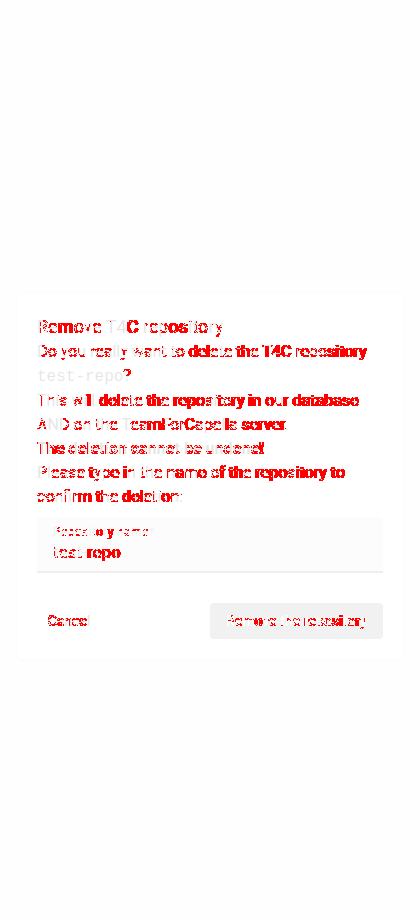 Remove T4C repository
Do you really want to delete the T4C repository
test-repo?
This will delete the repository in our database
AND on the TeamForCapella server.
The deletion cannot be undone!
Please type in the name of the repository to
confirm the deletion:
Repository name
test-repo
Cancel
Remove the repository